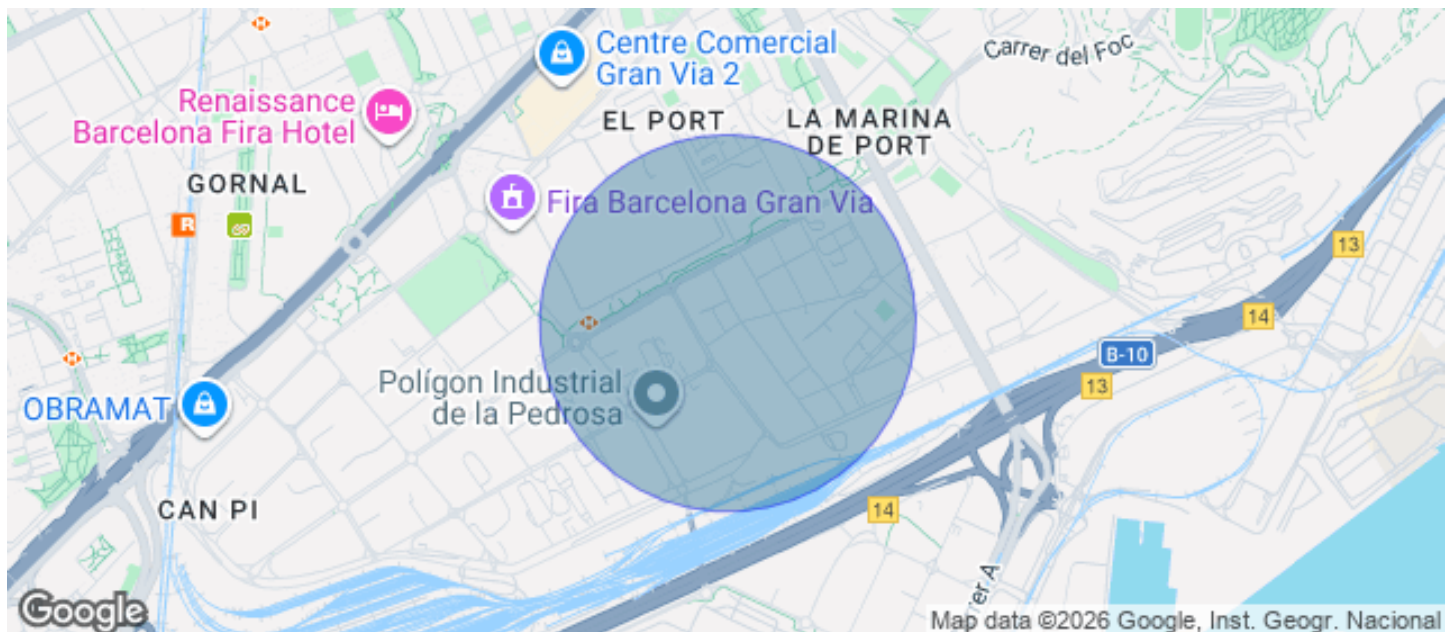 Centre Comercial
Gran Via 2
Carrer del Foc
Renaissance
Barcelona Fira Hotel
EL PORT
LA MARINA
DE PORT
GORNAL
R
Fira Barcelona Gran Via
13
14
B-10
13
Polígon Industrial
de la Pedrosa
OBRAMAT
CAN PI
14
er A
Google
Map data ©2026 Google, Inst. Geogr. Nacional